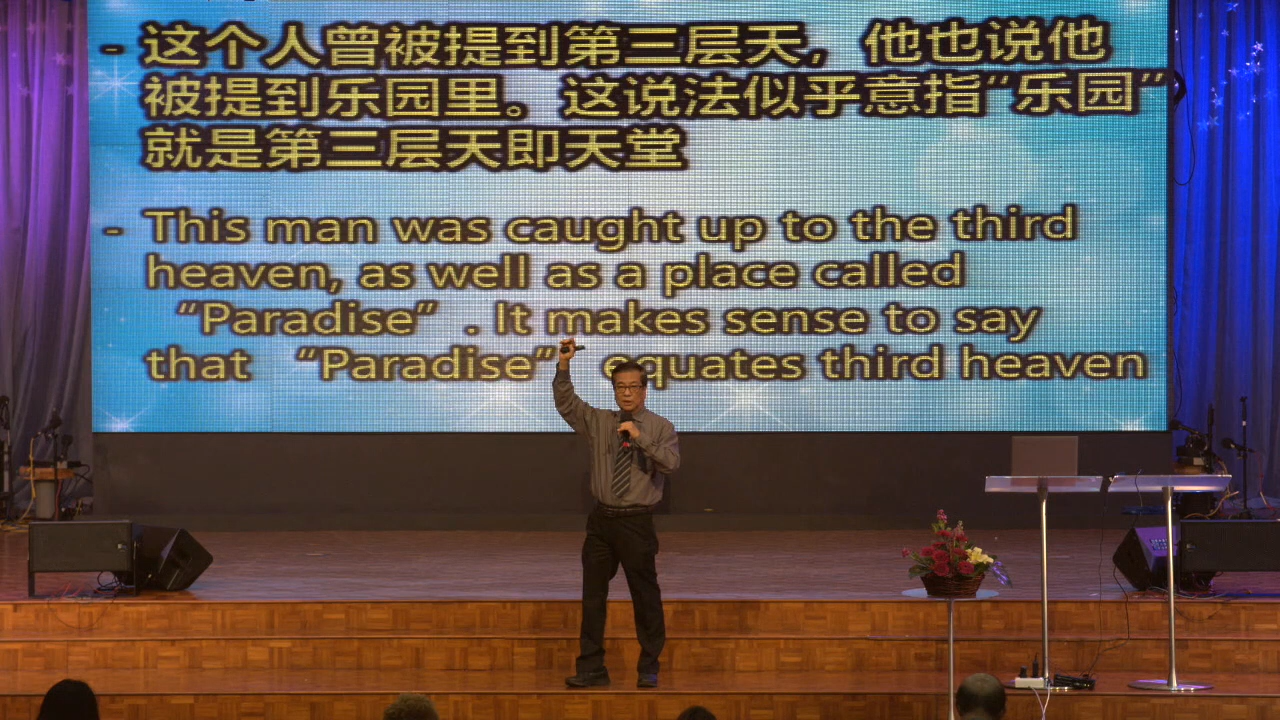 - 这个人曾被提到第三层天，他也说他
被提到乐园里。这说法似乎意指“乐园”
就是第三层天即天堂
- This man was caught up to the third
heaven, as well as a place called
“Paradise”. It makes sense to say
that “Paradise” equates third heaven